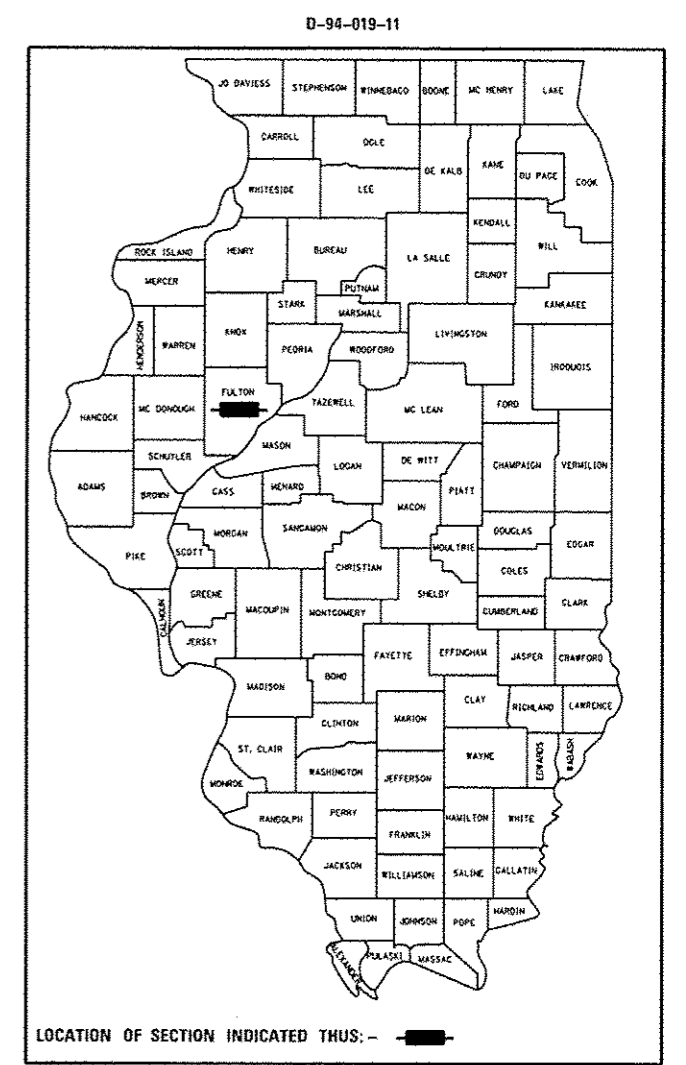 D-94-019-11
JO DAVIESS STEPHENSON WINNEBAGO BOONE MC HENRY LAKE
CARROLL OGLE DE KALB KANE DU PAGE COOK
WHITESIDE LEE KENDALL WILL
ROCK ISLAND HENRY BUREAU LA SALLE GRUNDY
MERCER PUTNAM KANKAKEE
STARK MARSHALL
HENDERSON WARREN KNOX PEORIA WOODFORD LIVINGSTON IROQUOIS
FULTON TAZEWELL MC LEAN FORD
HANCOCK MC DONOUGH
MASON
SCHUYLER LOGAN DE WITT CHAMPAIGN VERMILION
ADAMS BROWN CASS MENARD MACON PIATT
PIKE SCOTT MORGAN SANGAMON MOULTRIE DOUGLAS EDGAR
CHRISTIAN COLES
CALHOUN GREENE MACOUPIN MONTGOMERY SHELBY CUMBERLAND CLARK
JERSEY
FAYETTE EFFINGHAM JASPER CRAWFORD
MADISON BOND
CLAY RICHLAND LAWRENCE
CLINTON MARION
ST. CLAIR WAYNE EDWARDS WABASH
WASHINGTON JEFFERSON
MONROE
RANDOLPH PERRY HAMILTON WHITE
FRANKLIN
JACKSON WILLIAMSON SALINE GALLATIN
UNION JOHNSON POPE HARDIN
ALEXANDER PULASKI MASSAC
LOCATION OF SECTION INDICATED THUS: -